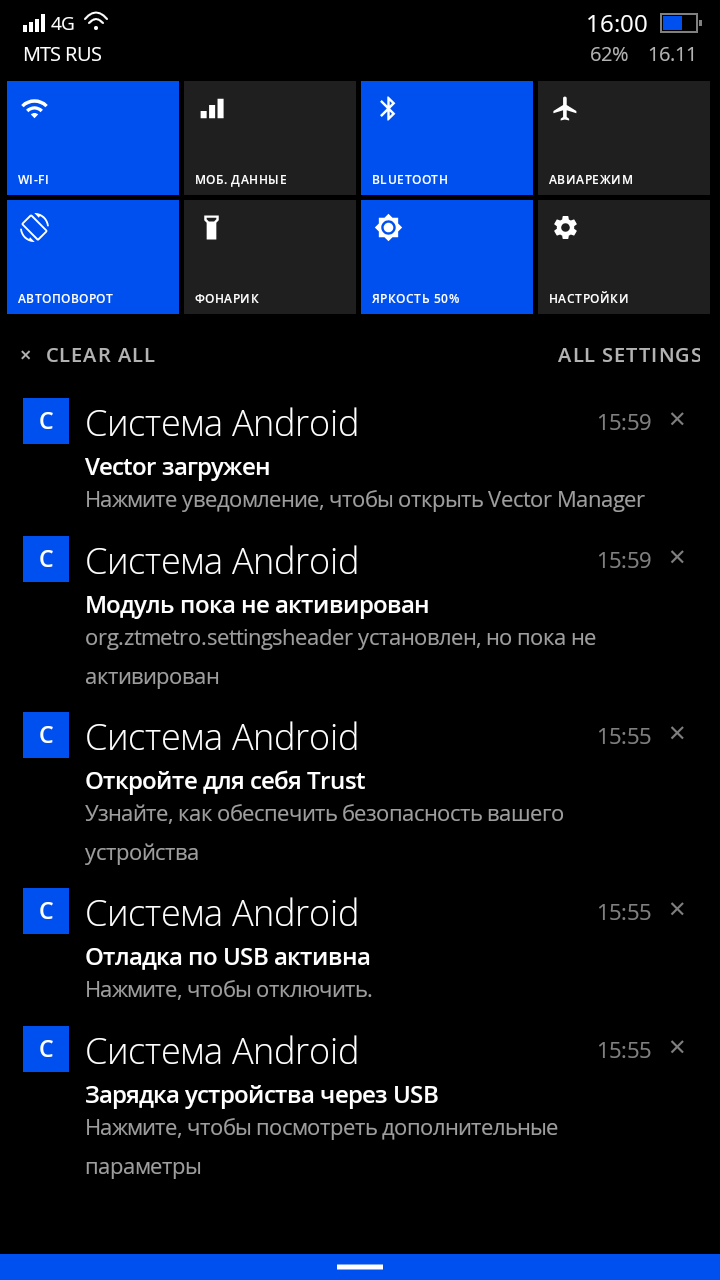 4G 16:00
MTS RUS 62% 16.11
WI-FI МОБ. ДАННЫЕ BLUETOOTH АВИАРЕЖИМ
АВТОПОВОРОТ ФОНАРИК ЯРКОСТЬ 50% НАСТРОЙКИ
× CLEAR ALL ALL SETTINGS
С Система Android 15:59 ×
Vector загружен
Нажмите уведомление, чтобы открыть Vector Manager
С Система Android 15:59 ×
Модуль пока не активирован
org.ztmetro.settingsheader установлен, но пока не
активирован
С Система Android 15:55 ×
Откройте для себя Trust
Узнайте, как обеспечить безопасность вашего
устройства
С Система Android 15:55 ×
Отладка по USB активна
Нажмите, чтобы отключить.
С Система Android 15:55 ×
Зарядка устройства через USB
Нажмите, чтобы посмотреть дополнительные
параметры